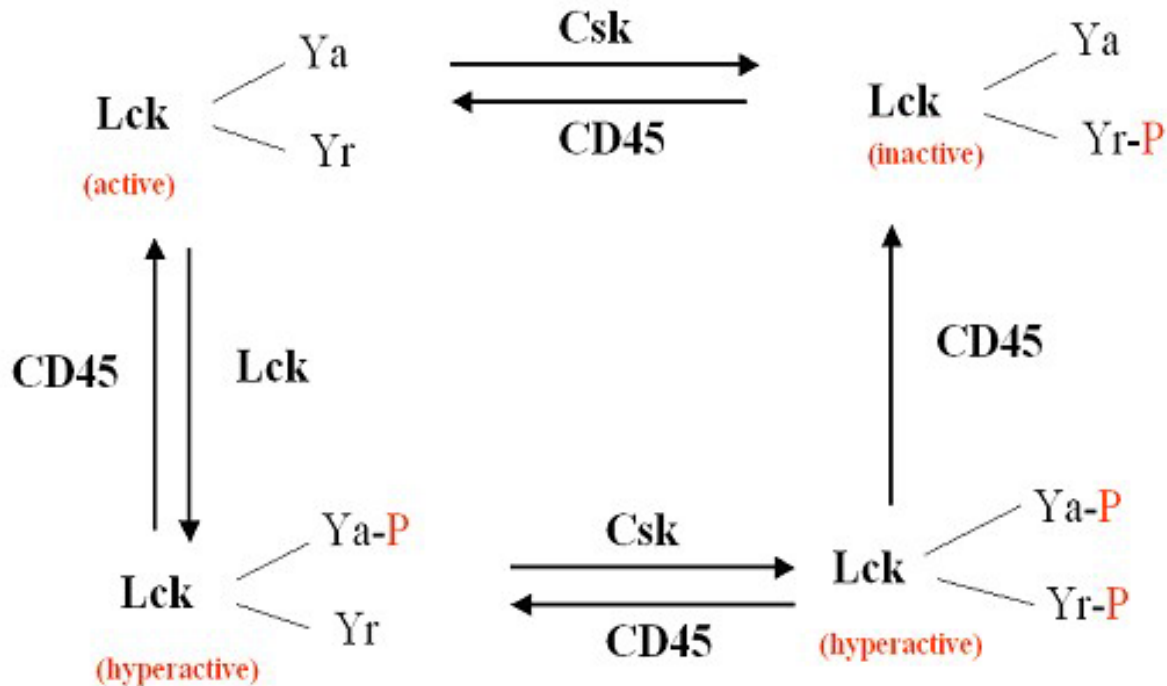 Csk
Ya
Ya
Lck
Lck
CD45
Yr
Yr-P
(active)
(inactive)
CD45
Lck
CD45
Ya-P
Ya-P
Csk
Lck
Lck
Yr
CD45
Yr-P
(hyperactive)
(hyperactive)